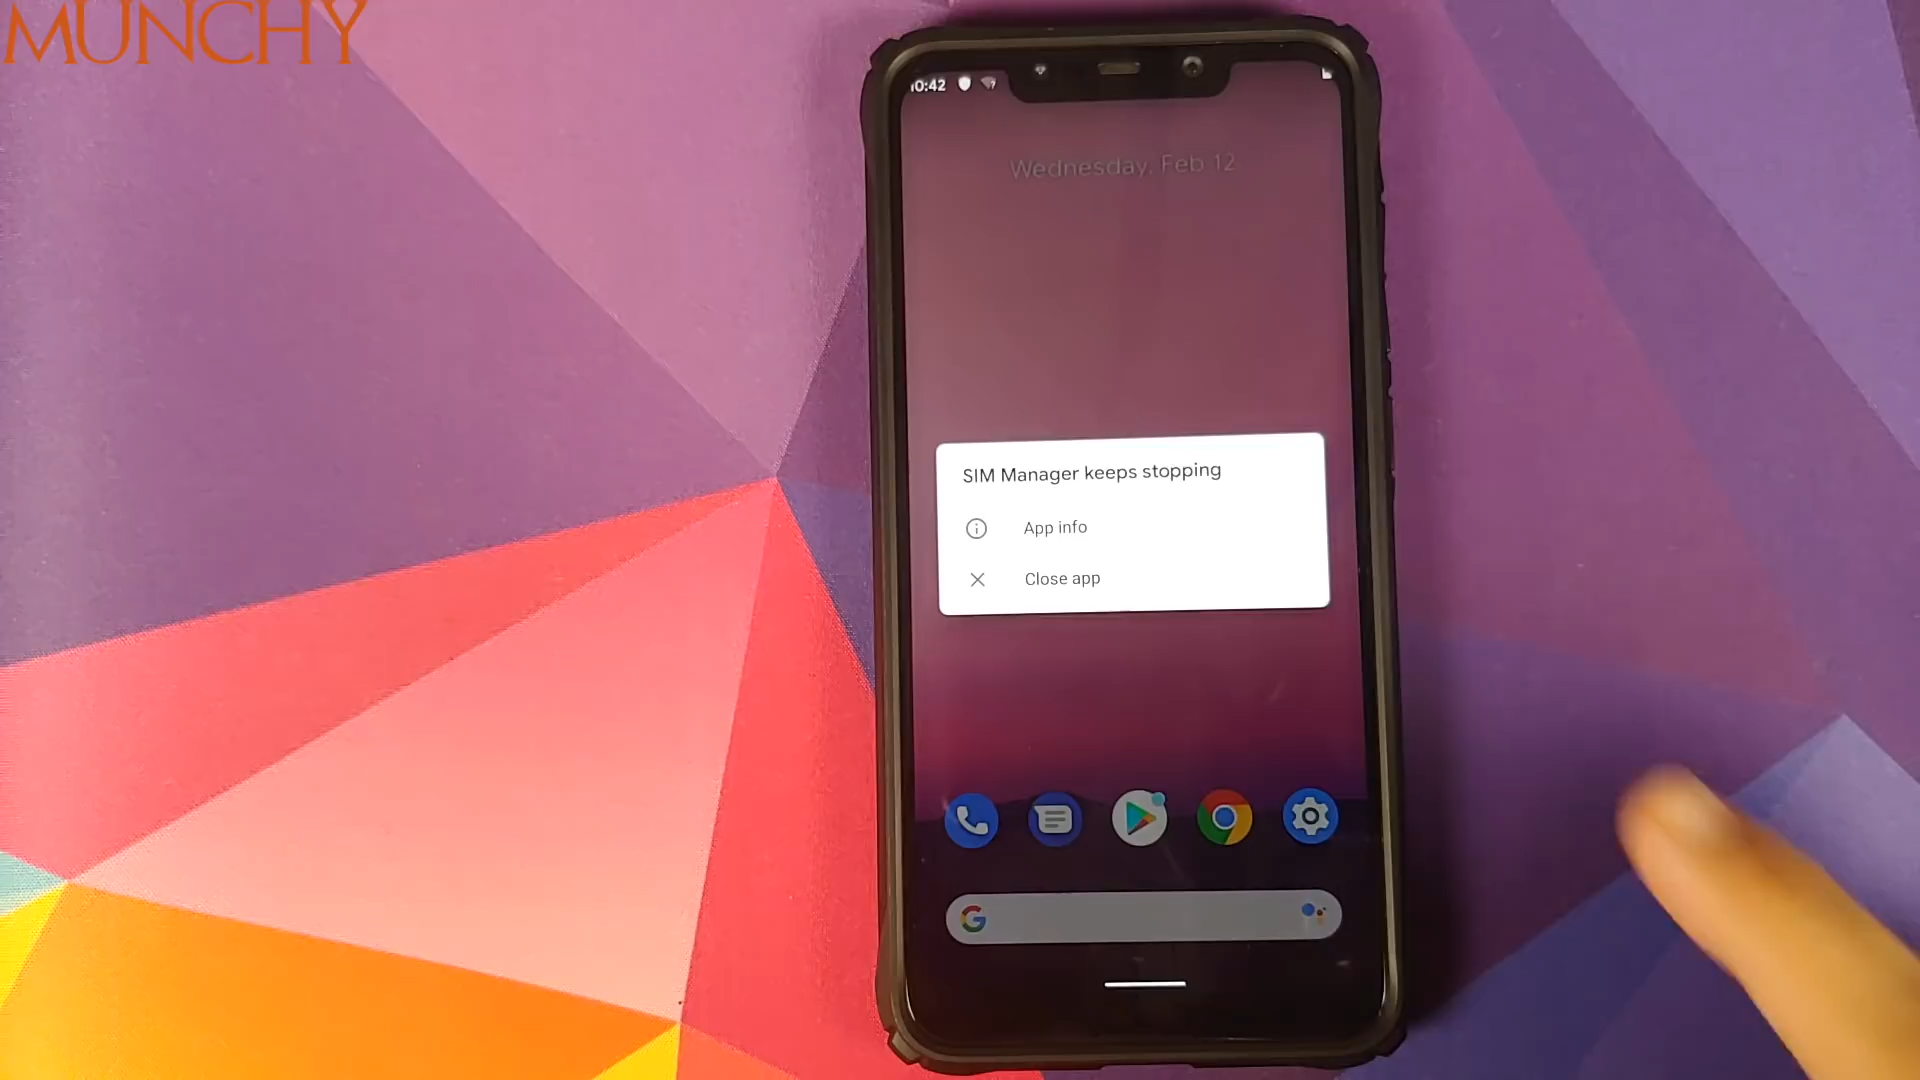 MUNCHY
10:42
Wednesday, Feb 12
SIM Manager keeps stopping
App info
Close app